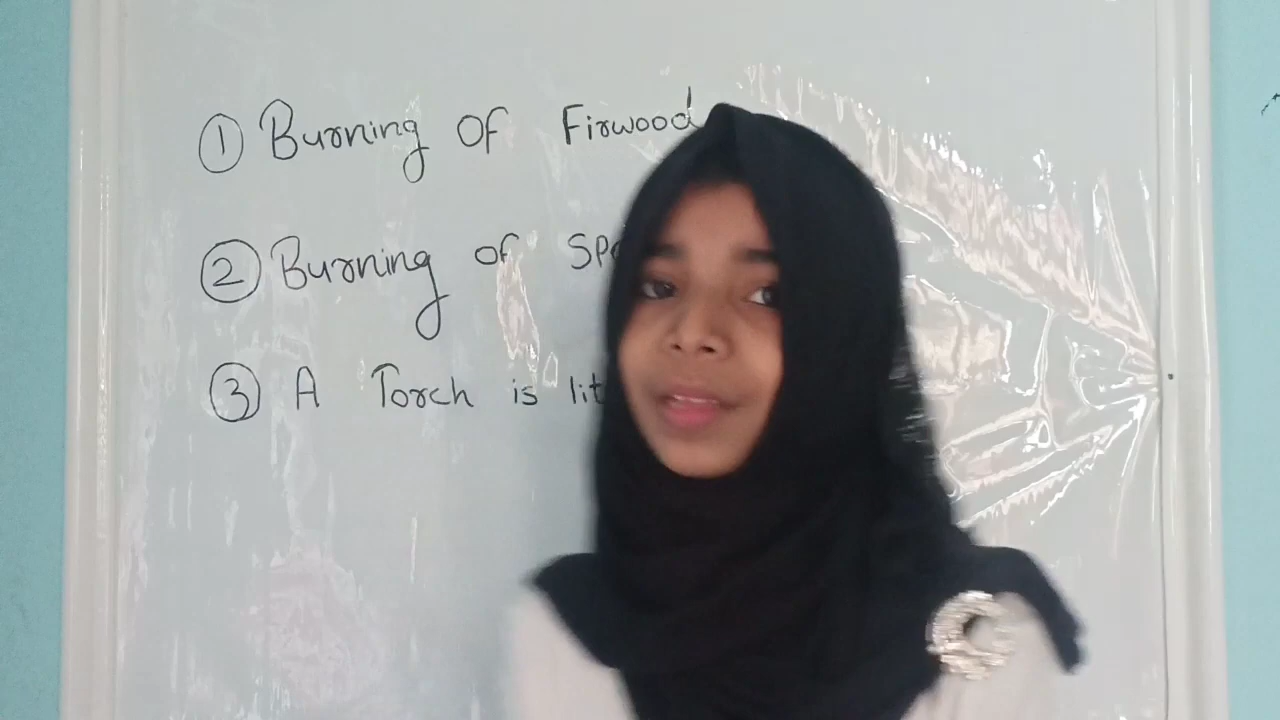 ① Burning of Firwood
② Burning of
③ A Torch is lit